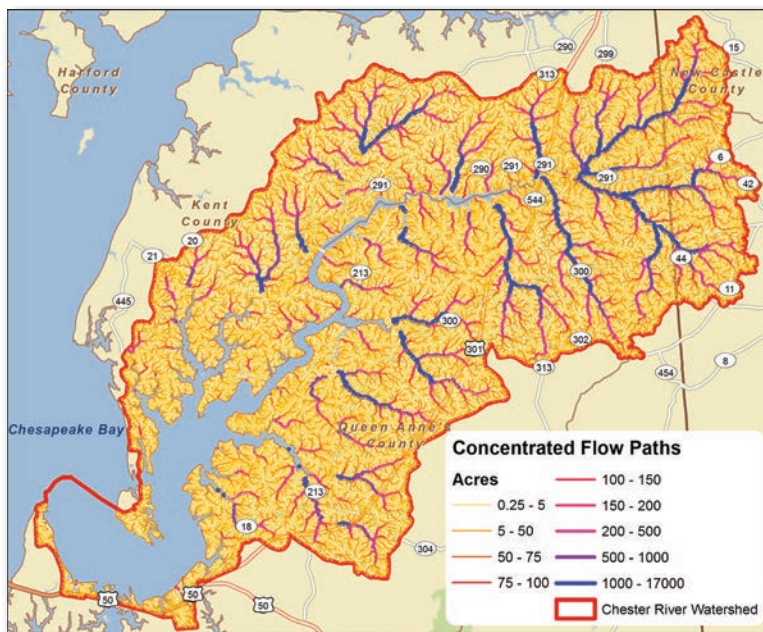 Harford
County
290
299
15
New Castle
County
313
6
291
290
291
291
291
42
544
Kent
County
20
21
213
44
300
11
445
300
302
301
313
8
454
Chesapeake Bay
Queen Anne's
County
213
18
304
50
50
50
Concentrated Flow Paths
Acres
0.25 - 5
5 - 50
50 - 75
75 - 100
100 - 150
150 - 200
200 - 500
500 - 1000
1000 - 17000
Chester River Watershed